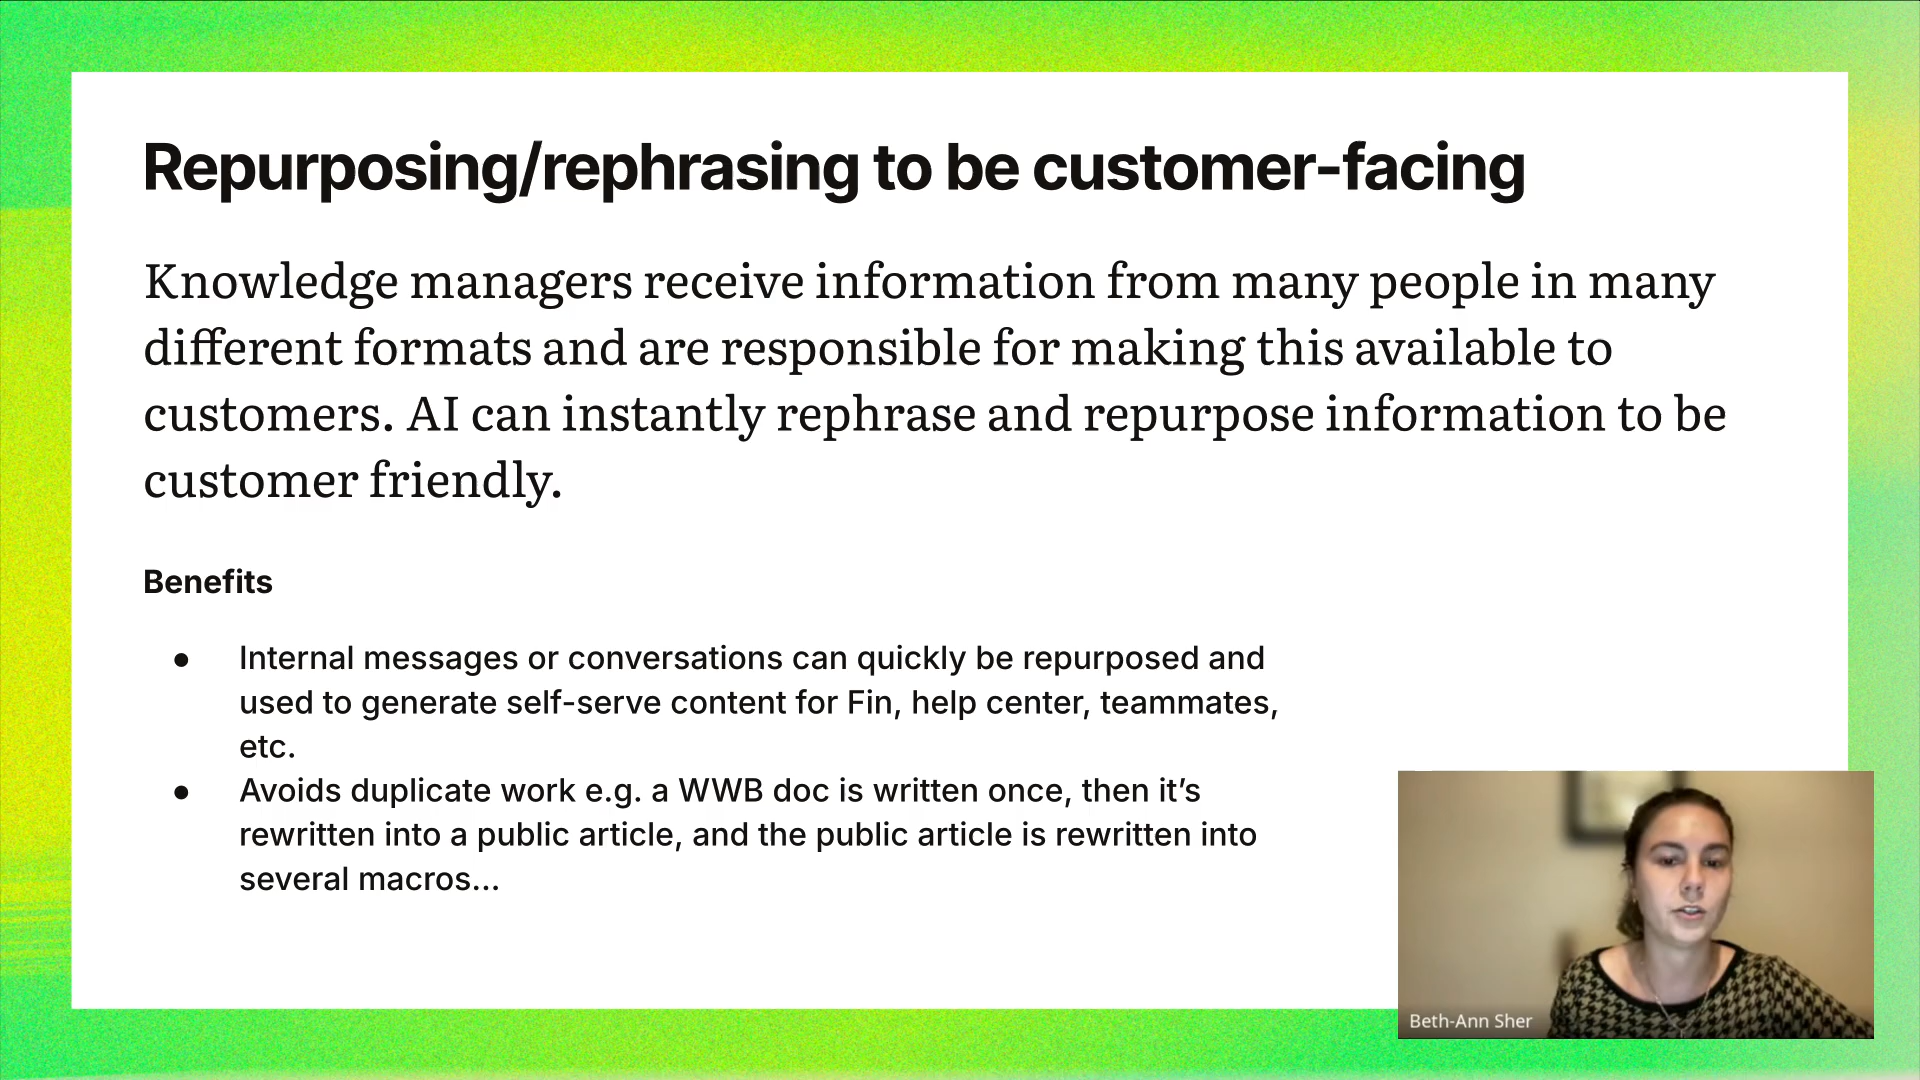 Repurposing/rephrasing to be customer-facing
Knowledge managers receive information from many people in many
different formats and are responsible for making this available to
customers. AI can instantly rephrase and repurpose information to be
customer friendly.
Benefits
● Internal messages or conversations can quickly be repurposed and
used to generate self-serve content for Fin, help center, teammates,
etc.
● Avoids duplicate work e.g. a WWB doc is written once, then it’s
rewritten into a public article, and the public article is rewritten into
several macros...
Beth-Ann Sher